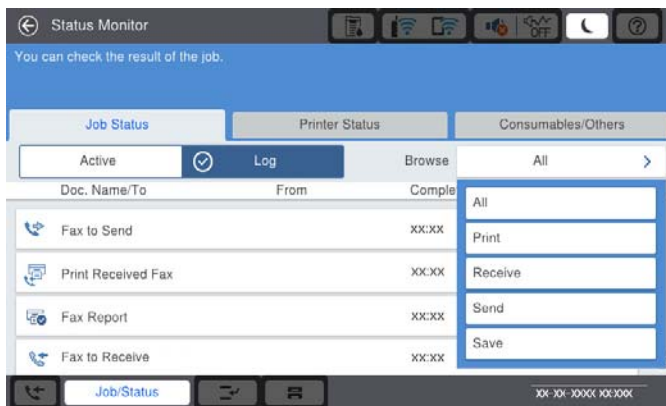 Status Monitor
OFF
You can check the result of the job.
Job Status Printer Status Consumables/Others
Active Log Browse All
Doc. Name/To From Comple
All
Fax to Send XX:XX
Print
Print Received Fax XX:XX
Receive
Fax Report XX:XX
Send
Save
Fax to Receive XX:XX
Job/Status XX-XX-XXXX XX:XXXX